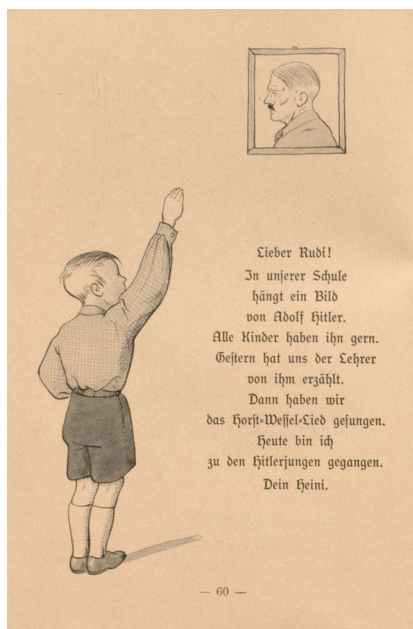 Lieber Rudi!
In unserer Schule
hängt ein Bild
von Adolf Hitler.
Alle Kinder haben ihn gern.
Gestern hat uns der Lehrer
von ihm erzählt.
Dann haben wir
das Horst-Wessel-Lied gesungen.
Heute bin ich
zu den Hitlerjungen gegangen.
Dein Heini.
— 60 —